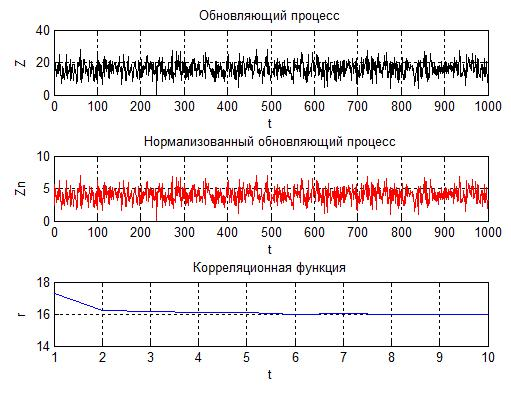 Обновляющий процесс
40
20
0
Z
0 100 200 300 400 500 600 700 800 900 1000
t
Нормализованный обновляющий процесс
10
5
0
Zn
0 100 200 300 400 500 600 700 800 900 1000
t
Корреляционная функция
18
16
14
r
1 2 3 4 5 6 7 8 9 10
t